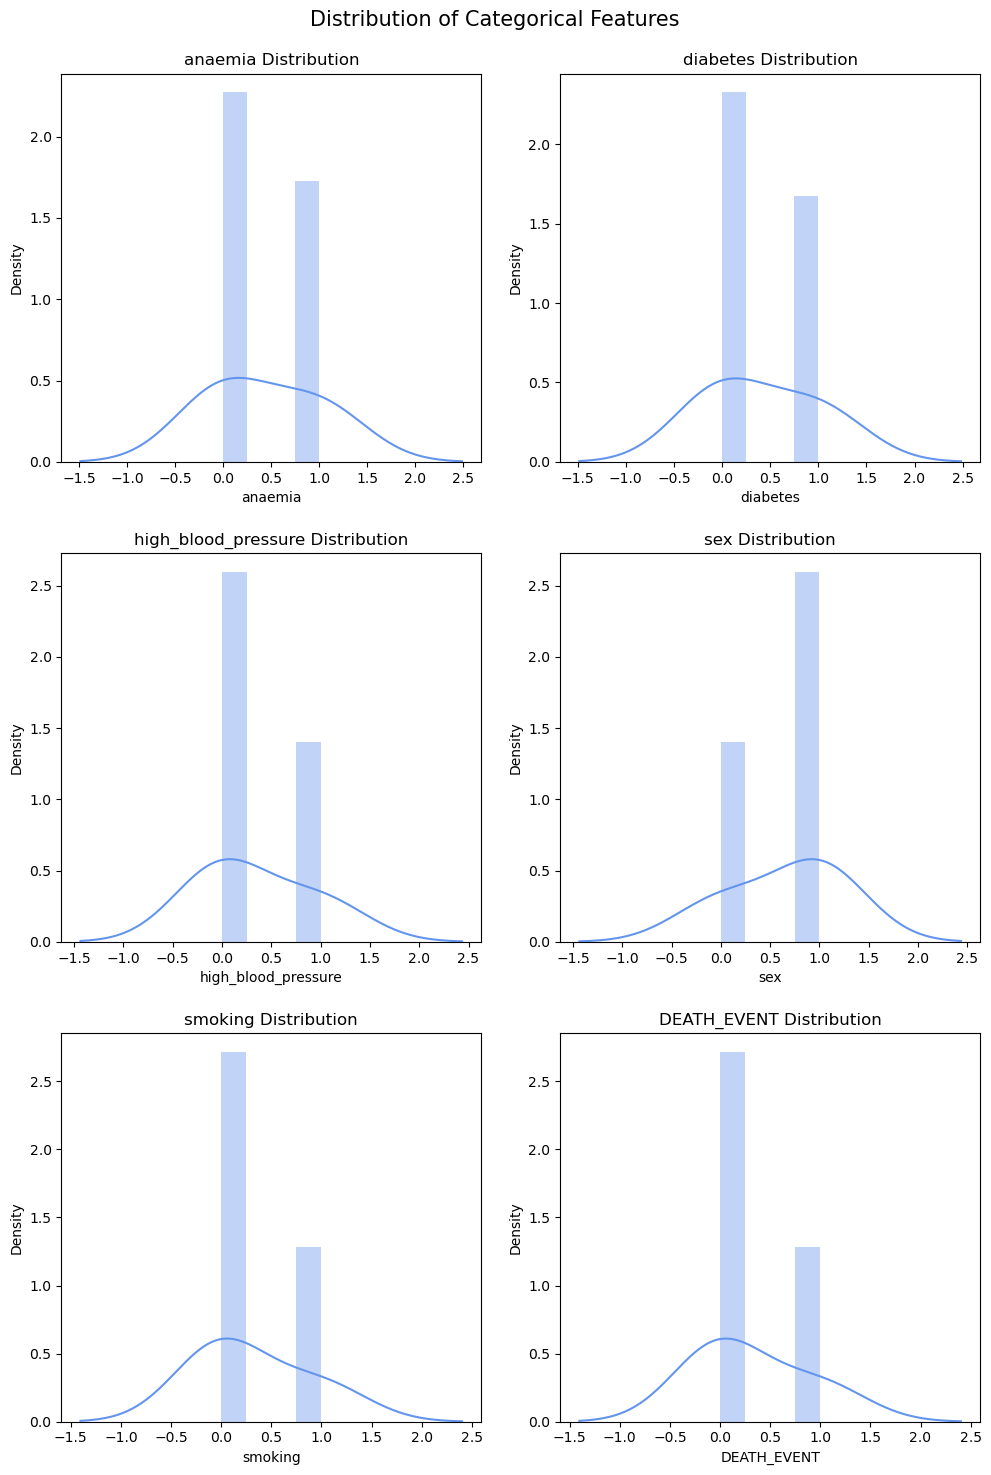 Distribution of Categorical Features
anaemia Distribution
Density
2.0
1.5
1.0
0.5
0.0
−1.5 −1.0 −0.5 0.0 0.5 1.0 1.5 2.0 2.5
anaemia
diabetes Distribution
Density
2.0
1.5
1.0
0.5
0.0
−1.5 −1.0 −0.5 0.0 0.5 1.0 1.5 2.0 2.5
diabetes
high_blood_pressure Distribution
Density
2.5
2.0
1.5
1.0
0.5
0.0
−1.5 −1.0 −0.5 0.0 0.5 1.0 1.5 2.0 2.5
high_blood_pressure
sex Distribution
Density
2.5
2.0
1.5
1.0
0.5
0.0
−1.5 −1.0 −0.5 0.0 0.5 1.0 1.5 2.0 2.5
sex
smoking Distribution
Density
2.5
2.0
1.5
1.0
0.5
0.0
−1.5 −1.0 −0.5 0.0 0.5 1.0 1.5 2.0 2.5
smoking
DEATH_EVENT Distribution
Density
2.5
2.0
1.5
1.0
0.5
0.0
−1.5 −1.0 −0.5 0.0 0.5 1.0 1.5 2.0 2.5
DEATH_EVENT